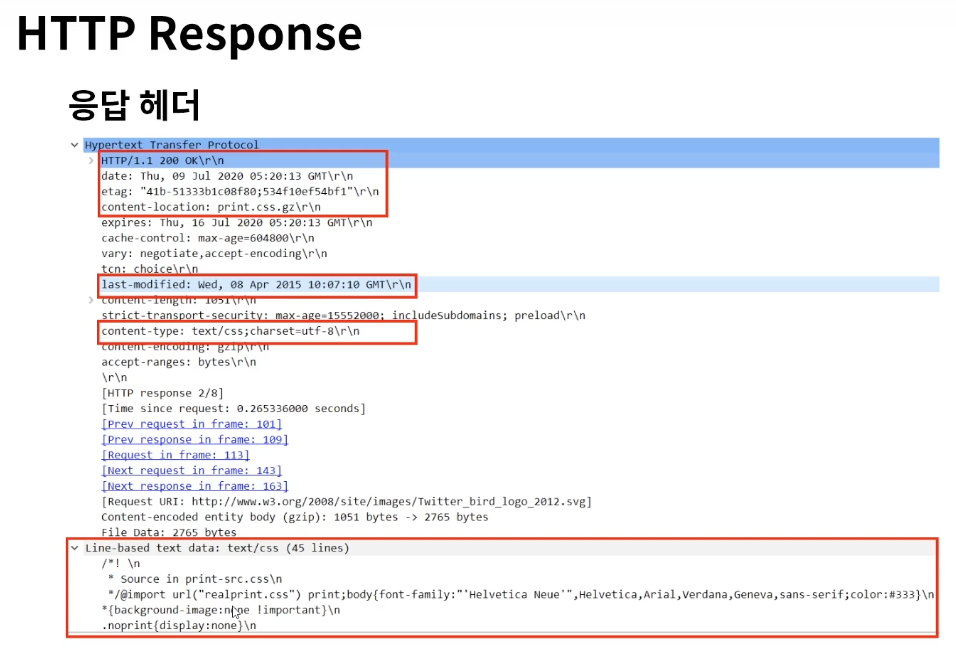 HTTP Response
응답 헤더
Hypertext Transfer Protocol
HTTP/1.1 200 OK\r\n
date: Thu, 09 Jul 2020 05:20:13 GMT\r\n
etag: "41b-51333b1c08f80;534f10ef54bf1"\r\n
content-location: print.css.gz\r\n
expires: Thu, 16 Jul 2020 05:20:13 GMT\r\n
cache-control: max-age=604800\r\n
vary: negotiate,accept-encoding\r\n
tcn: choice\r\n
last-modified: Wed, 08 Apr 2015 10:07:10 GMT\r\n
content-length: 1051\r\n
strict-transport-security: max-age=15552000; includeSubdomains; preload\r\n
content-type: text/css;charset=utf-8\r\n
content-encoding: gzip\r\n
accept-ranges: bytes\r\n
\r\n
[HTTP response 2/8]
[Time since request: 0.265336000 seconds]
[Prev request in frame: 101]
[Prev response in frame: 109]
[Request in frame: 113]
[Next request in frame: 143]
[Next response in frame: 163]
[Request URI: http://www.w3.org/2008/site/images/Twitter_bird_logo_2012.svg]
Content-encoded entity body (gzip): 1051 bytes -> 2765 bytes
File Data: 2765 bytes
Line-based text data: text/css (45 lines)
/*! \n
* Source in print-src.css\n
*/@import url("realprint.css") print;body{font-family:"'Helvetica Neue'",Helvetica,Arial,Verdana,Geneva,sans-serif;color:#333}\n
*{background-image:none !important}\n
.noprint{display:none}\n